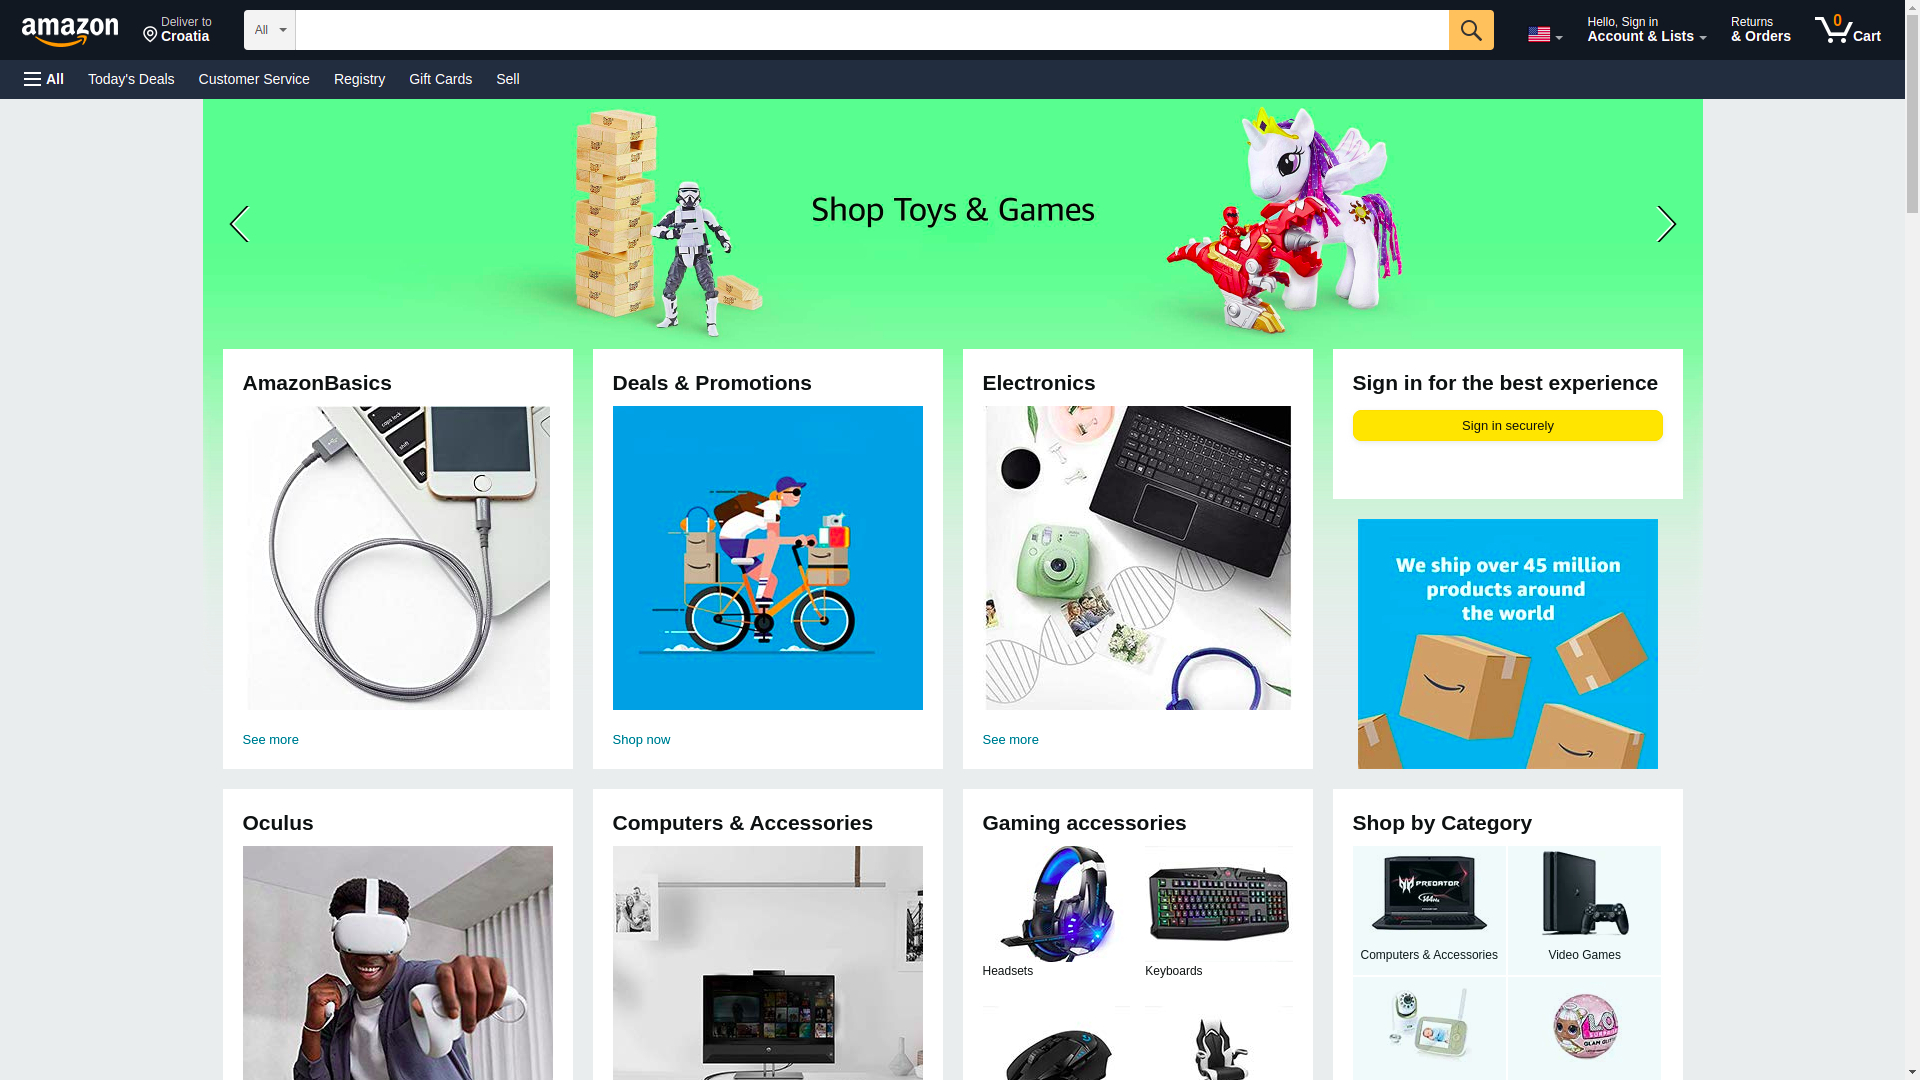 amazon
Deliver to
Croatia
All
Hello, Sign in
Account & Lists
Returns
& Orders
0
Cart
All
Today's Deals
Customer Service
Registry
Gift Cards
Sell
Shop Toys & Games
AmazonBasics
See more
Deals & Promotions
Shop now
Electronics
See more
Sign in for the best experience
Sign in securely
We ship over 45 million
products around
the world
Oculus
Computers & Accessories
Gaming accessories
Headsets
Keyboards
Shop by Category
PREDATOR
Computers & Accessories
Video Games